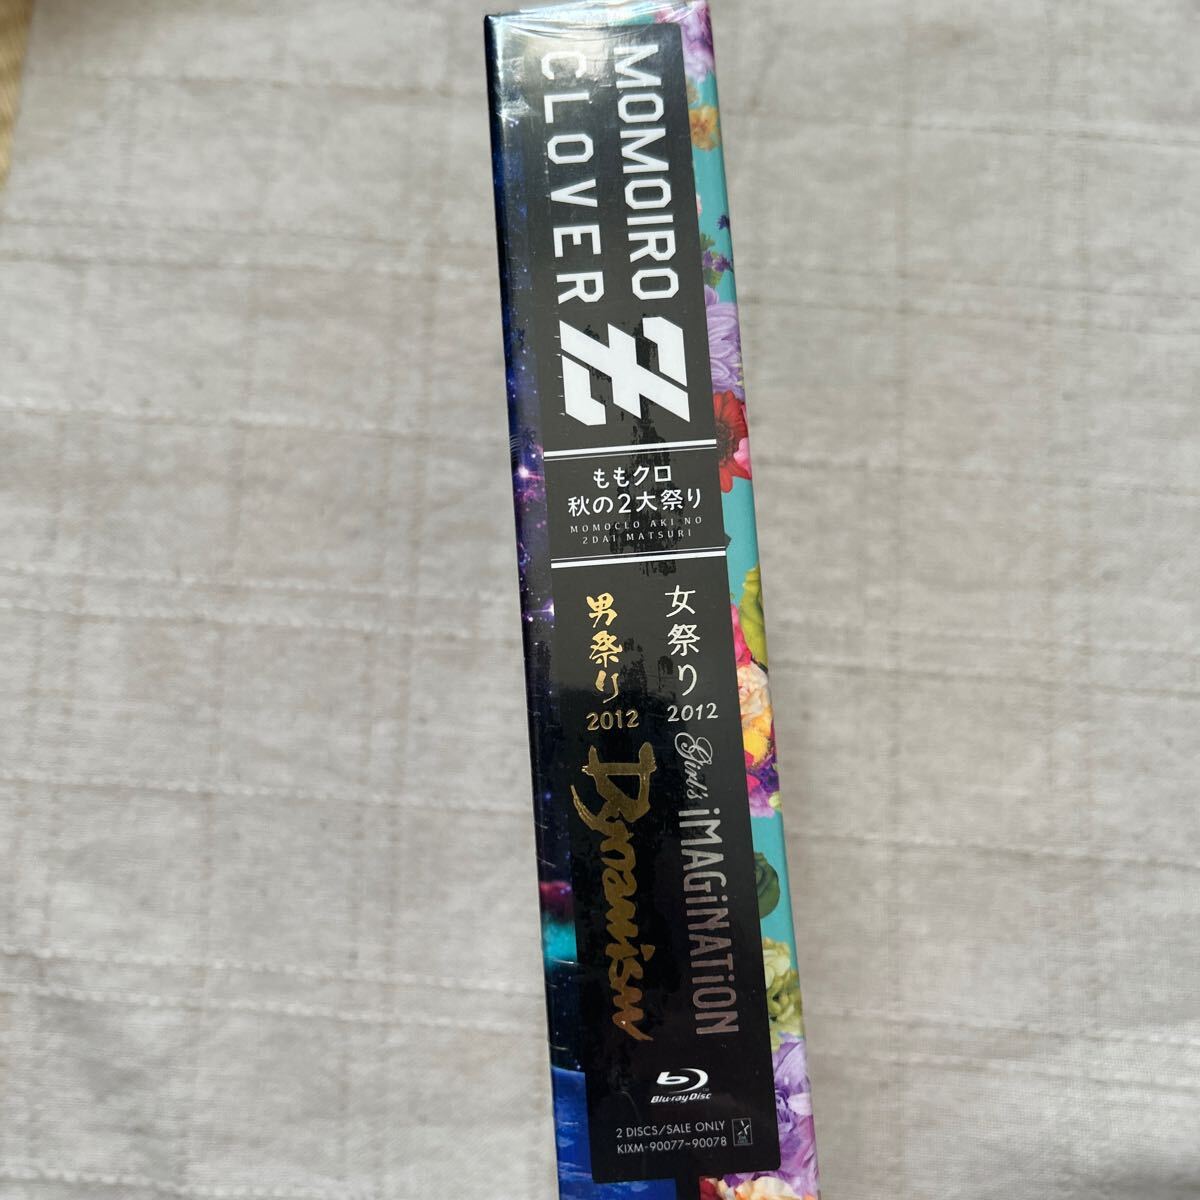 MOMOIRO
CLOVER
Z
ももクロ
秋の2大祭り
MOMOCLO AKI NO
2DAI MATSURI
女祭り
2012
Girl's iMAGiNATiON
男祭り
2012
Dynamism
Blu-ray Disc
2 DISCS/SALE ONLY
KIXM-90077~90078